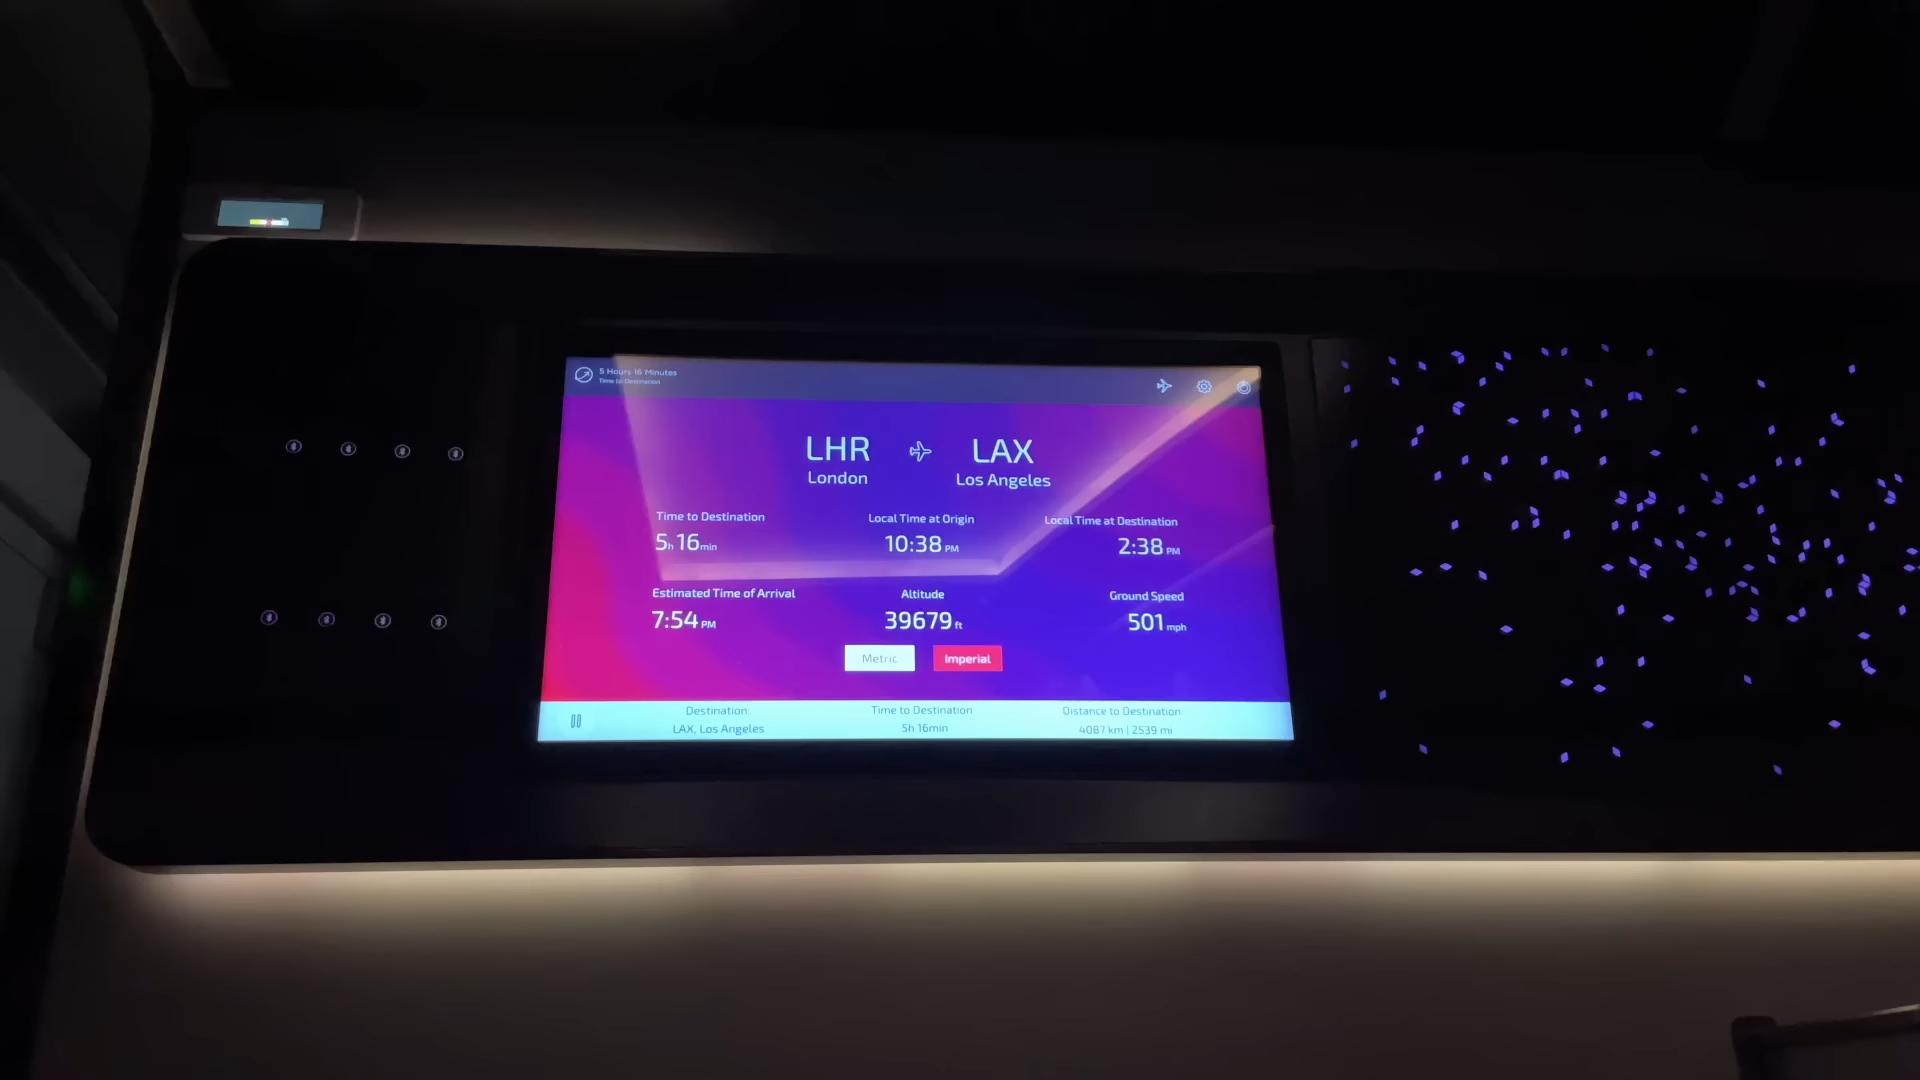 5 Hours 16 Minutes
Time to Destination
LHR
LAX
London
Los Angeles
Time to Destination
Local Time at Origin
Local Time at Destination
5h 16min
10:38 PM
2:38 PM
Estimated Time of Arrival
Altitude
Ground Speed
7:54 PM
39679 ft
501 mph
Metric
Imperial
Destination:
Time to Destination
Distance to Destination
LAX, Los Angeles
5h 16min
4087 km | 2539 mi